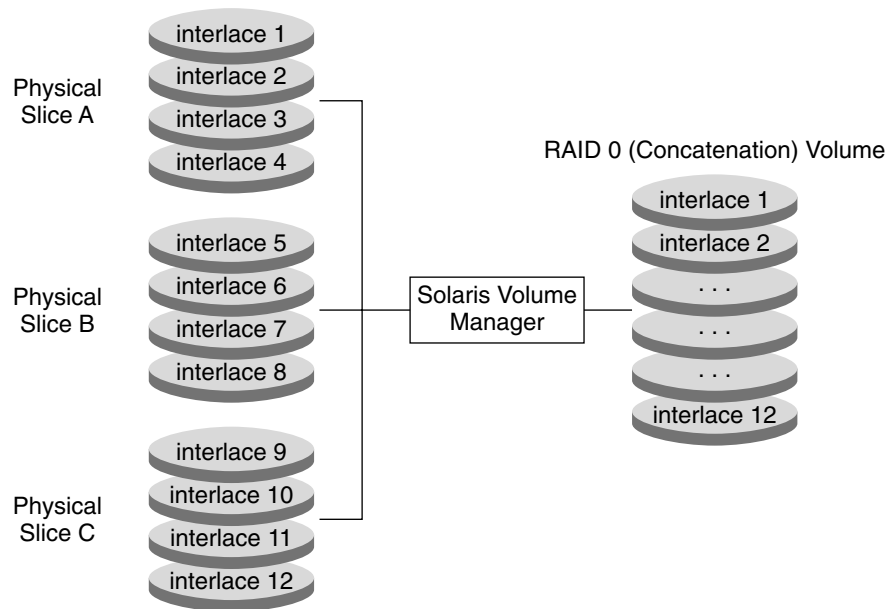 Physical
Slice A
interlace 1
interlace 2
interlace 3
interlace 4
Physical
Slice B
interlace 5
interlace 6
interlace 7
interlace 8
Physical
Slice C
interlace 9
interlace 10
interlace 11
interlace 12
Solaris Volume
Manager
RAID 0 (Concatenation) Volume
interlace 1
interlace 2
. . .
. . .
. . .
interlace 12